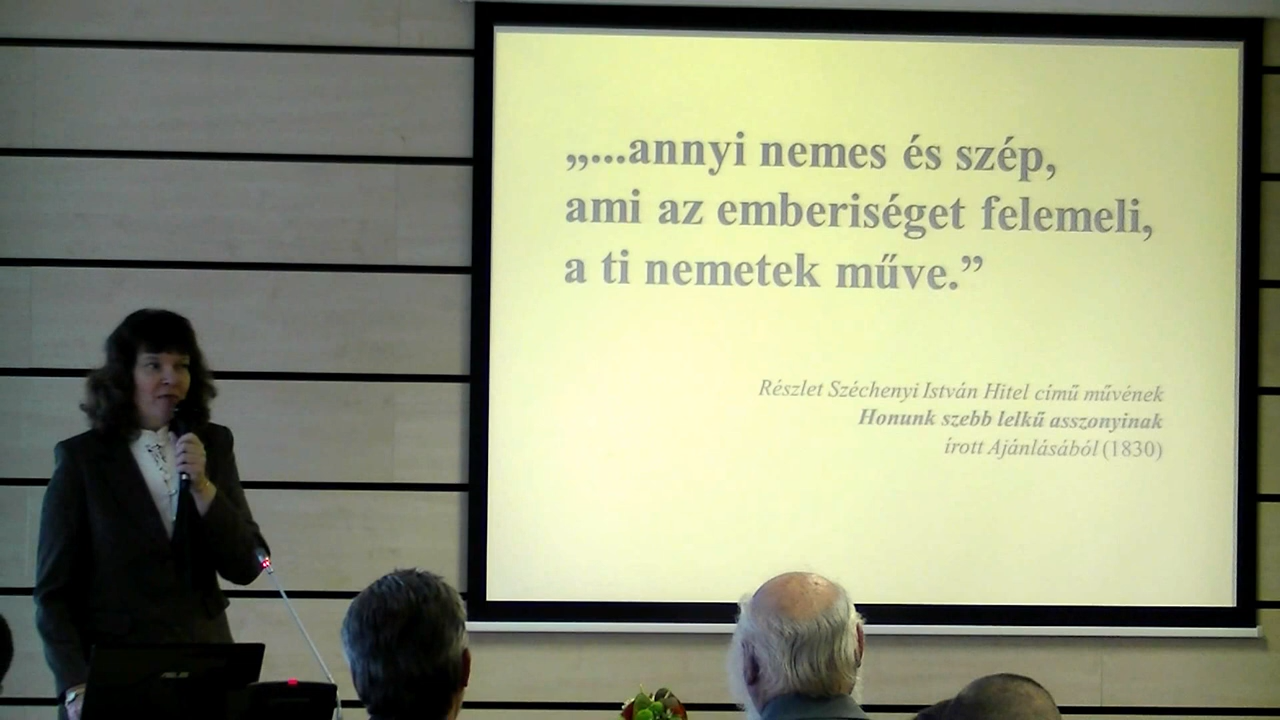 „...annyi nemes és szép,
ami az emberiséget felemeli,
a ti nemetek műve.”
Részlet Széchenyi István Hitel című művének
Honunk szebb lelkű asszonyinak
írott Ajánlásából (1830)
ASUS